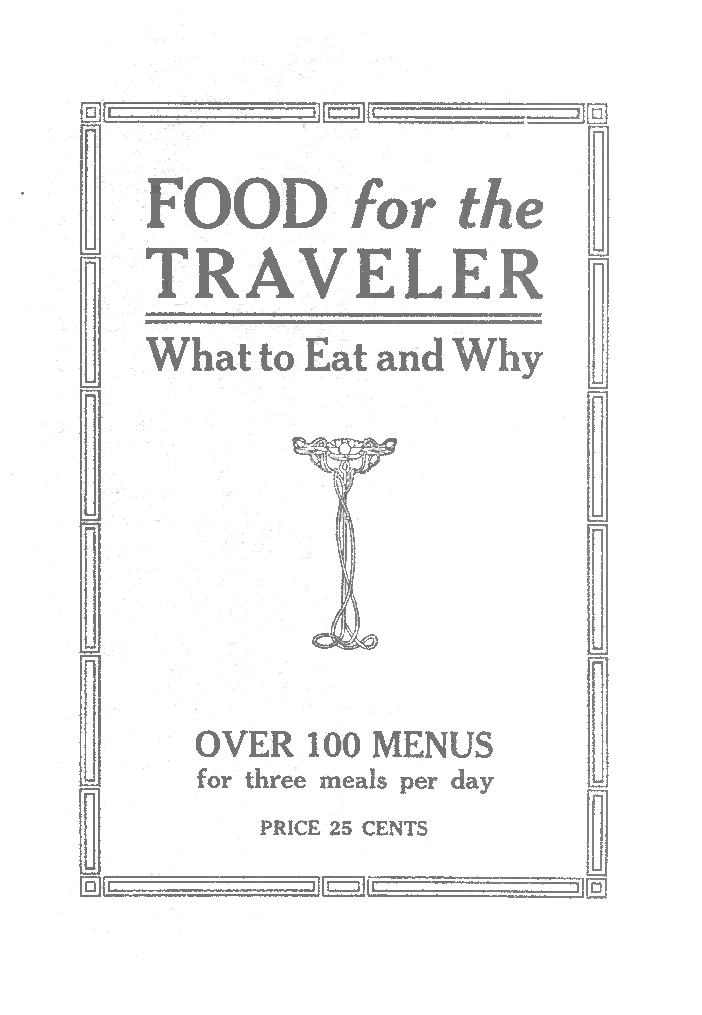 FOOD for the
TRAVELER
What to Eat and Why
OVER 100 MENUS
for three meals per day
PRICE 25 CENTS